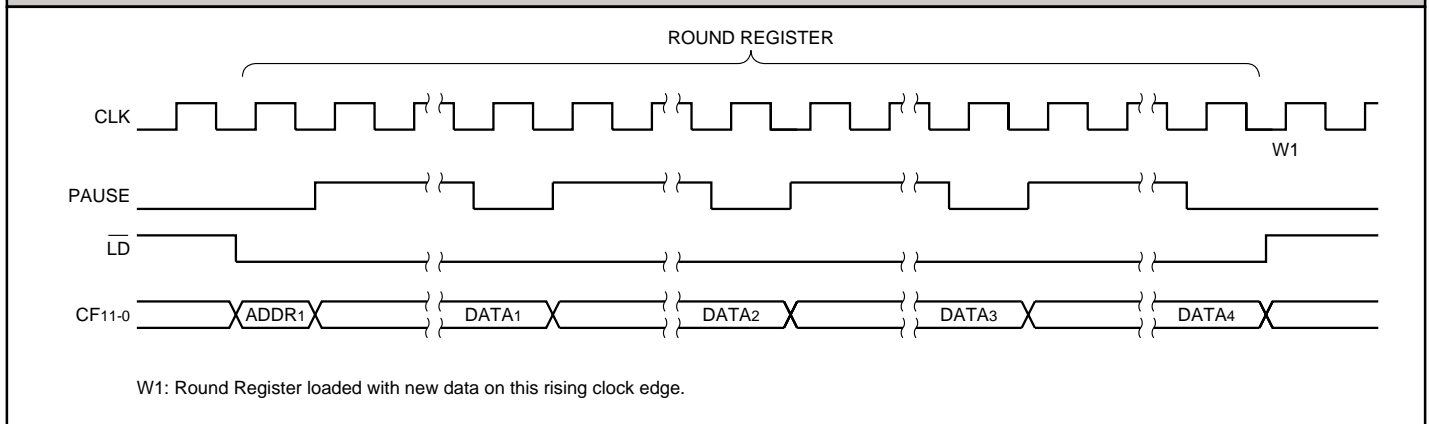 ROUND REGISTER
CLK
W1
PAUSE
LD
CF11-0 ADDR1 DATA1 DATA2 DATA3 DATA4
W1: Round Register loaded with new data on this rising clock edge.